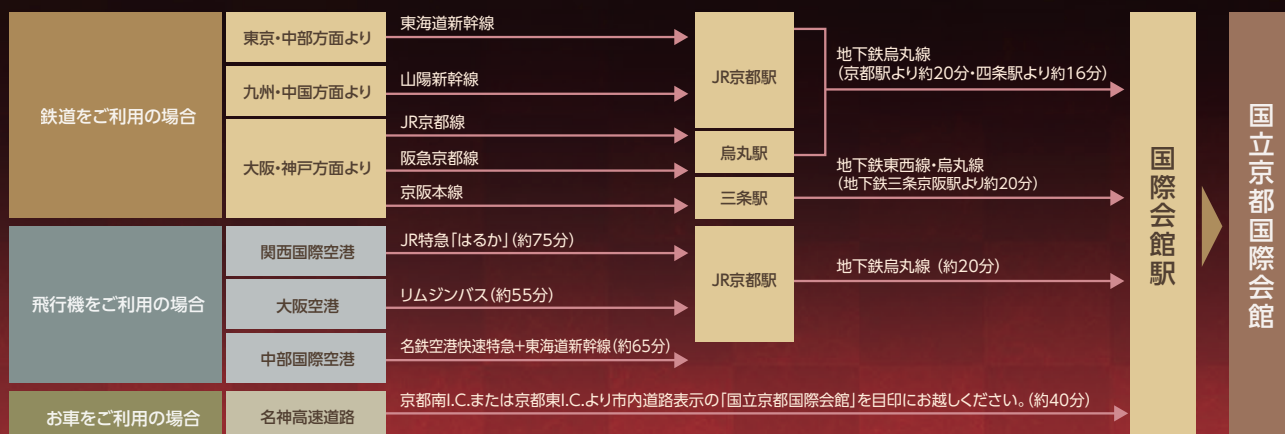 鉄道をご利用の場合
東京・中部方面より
東海道新幹線
九州・中国方面より
山陽新幹線
大阪・神戸方面より
JR京都線
阪急京都線
京阪本線
JR京都駅
烏丸駅
三条駅
地下鉄烏丸線
(京都駅より約20分・四条駅より約16分)
地下鉄東西線・烏丸線
(地下鉄三条京阪駅より約20分)
飛行機をご利用の場合
関西国際空港
JR特急「はるか」(約75分)
大阪空港
リムジンバス(約55分)
中部国際空港
名鉄空港快速特急+東海道新幹線(約65分)
JR京都駅
地下鉄烏丸線 (約20分)
お車をご利用の場合
名神高速道路
京都南I.C.または京都東I.C.より市内道路表示の「国立京都国際会館」を目印にお越しください。(約40分)
国際会館駅
国立京都国際会館